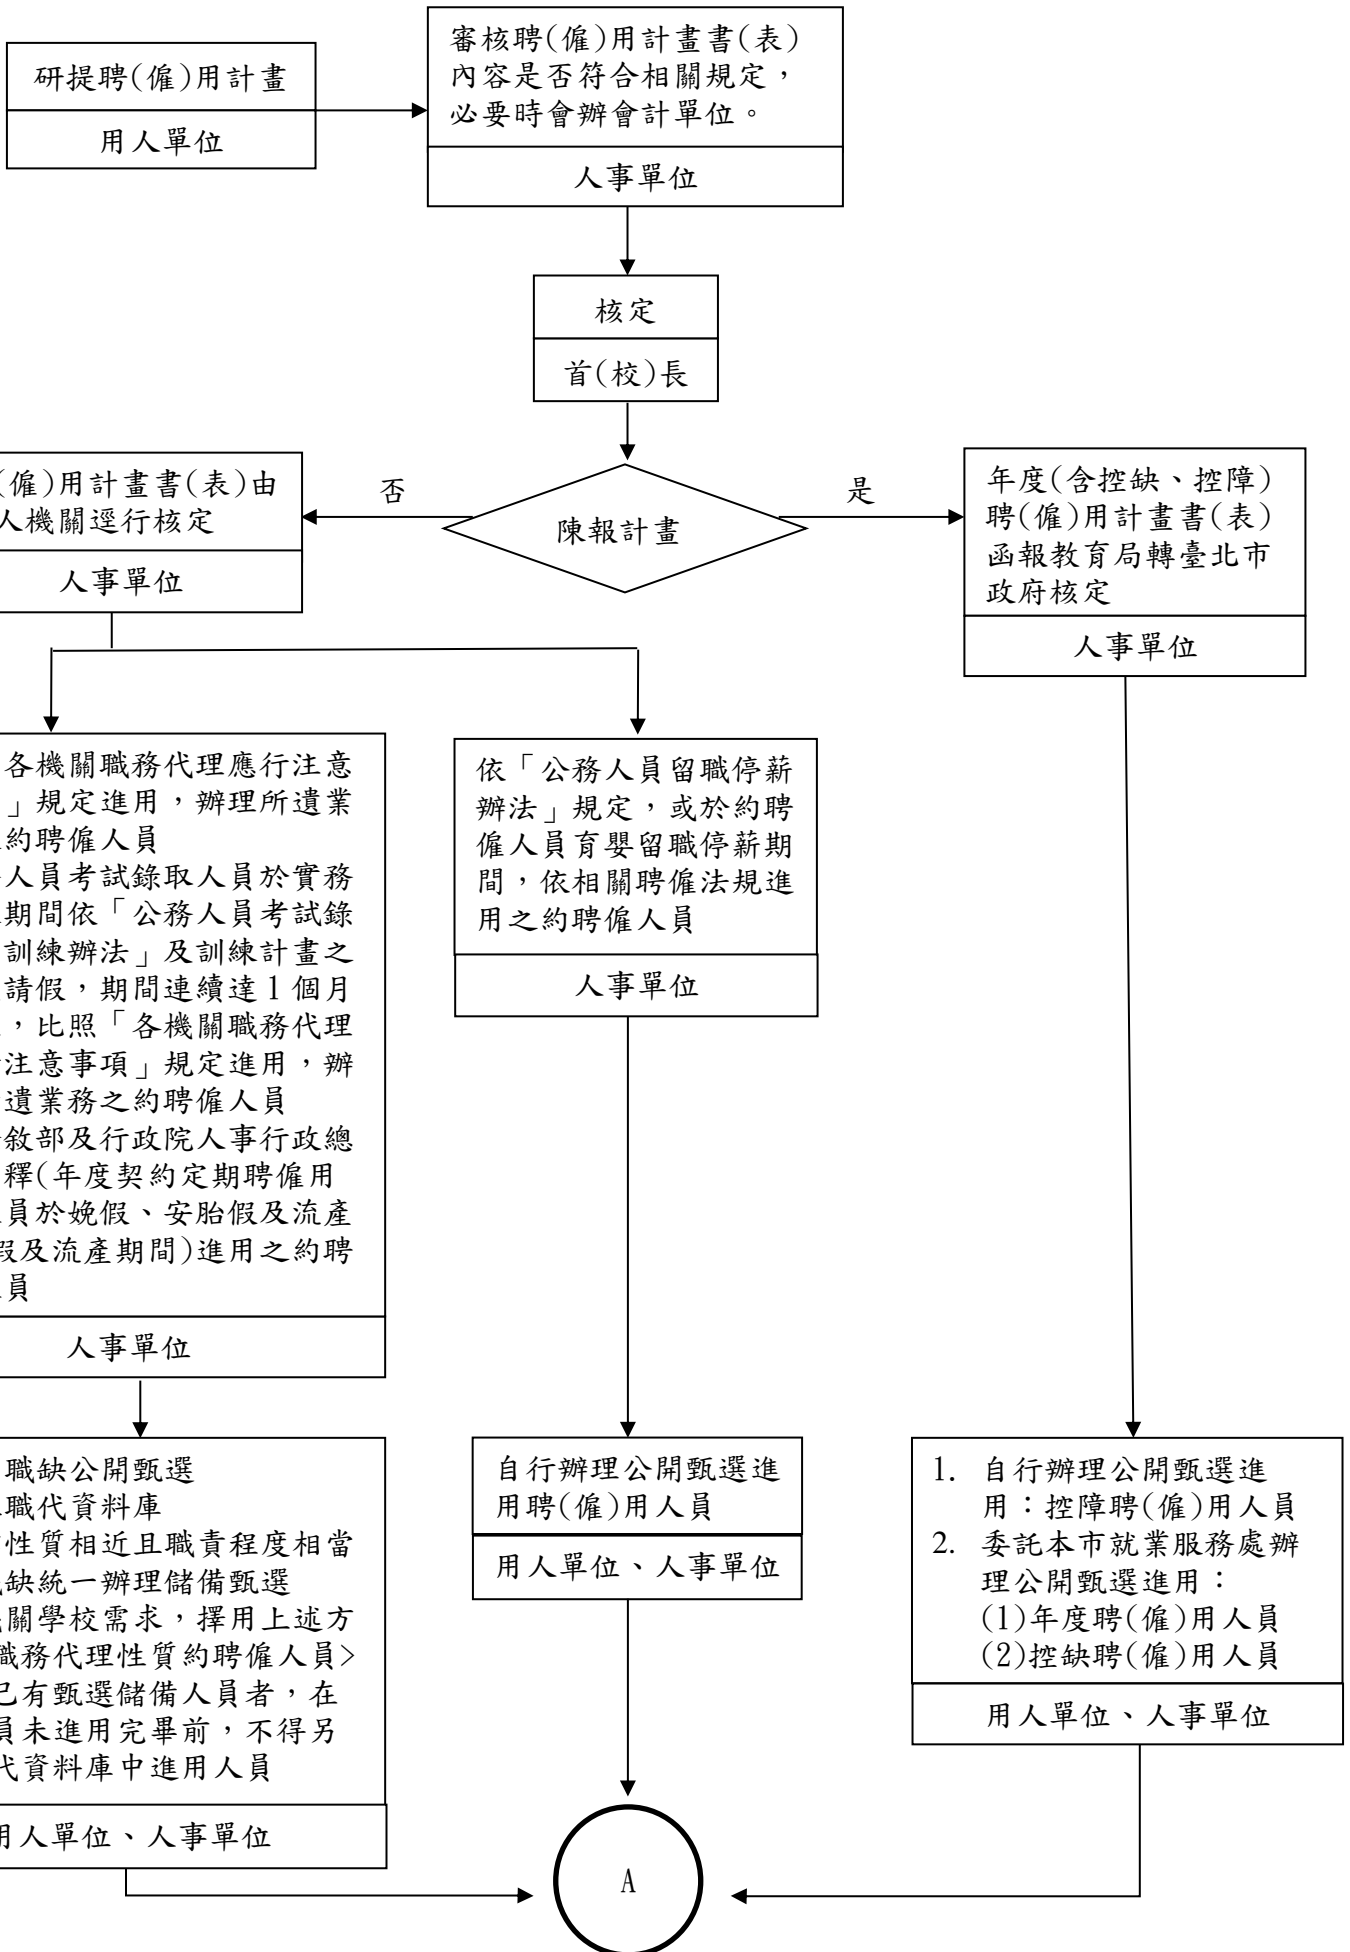 研提聘(僱)用計畫
用人單位
審核聘(僱)用計畫書(表)
內容是否符合相關規定，
必要時會辦會計單位。
人事單位
核定
首(校)長
陳報計畫
否
是
(僱)用計畫書(表)由
人機關逕行核定
人事單位
年度(含控缺、控障)
聘(僱)用計畫書(表)
函報教育局轉臺北市
政府核定
人事單位
各機關職務代理應行注意
」規定進用，辦理所遺業
約聘僱人員
人員考試錄取人員於實務
期間依「公務人員考試錄
訓練辦法」及訓練計畫之
請假，期間連續達1個月
，比照「各機關職務代理
注意事項」規定進用，辦
遺業務之約聘僱人員
敘部及行政院人事行政總
釋(年度契約定期聘僱用
員於娩假、安胎假及流產
假及流產期間)進用之約聘
員
人事單位
依「公務人員留職停薪
辦法」規定，或於約聘
僱人員育嬰留職停薪期
間，依相關聘僱法規進
用之約聘僱人員
人事單位
職缺公開甄選
職代資料庫
性質相近且職責程度相當
缺統一辦理儲備甄選
關學校需求，擇用上述方
職務代理性質約聘僱人員>
已有甄選儲備人員者，在
員未進用完畢前，不得另
代資料庫中進用人員
用人單位、人事單位
自行辦理公開甄選進
用聘(僱)用人員
用人單位、人事單位
1. 自行辦理公開甄選進
用：控障聘(僱)用人員
2. 委託本市就業服務處辦
理公開甄選進用：
(1)年度聘(僱)用人員
(2)控缺聘(僱)用人員
用人單位、人事單位
A